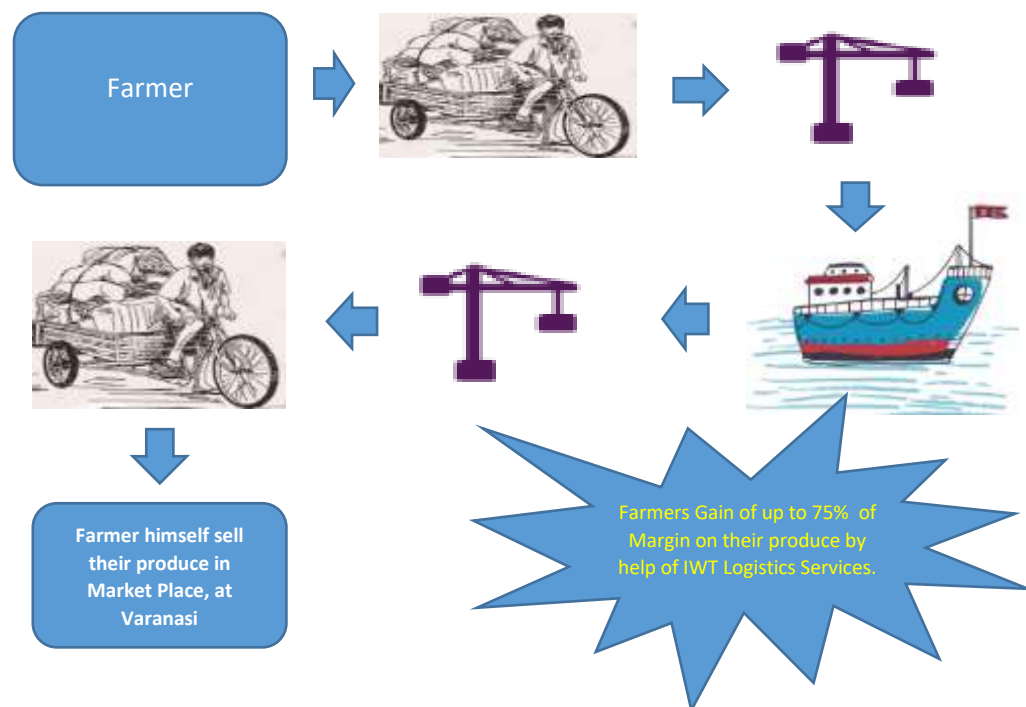 Farmer
Farmer himself sell
their produce in
Market Place, at
Varanasi
Farmers Gain of up to 75% of
Margin on their produce by
help of IWT Logistics Services.